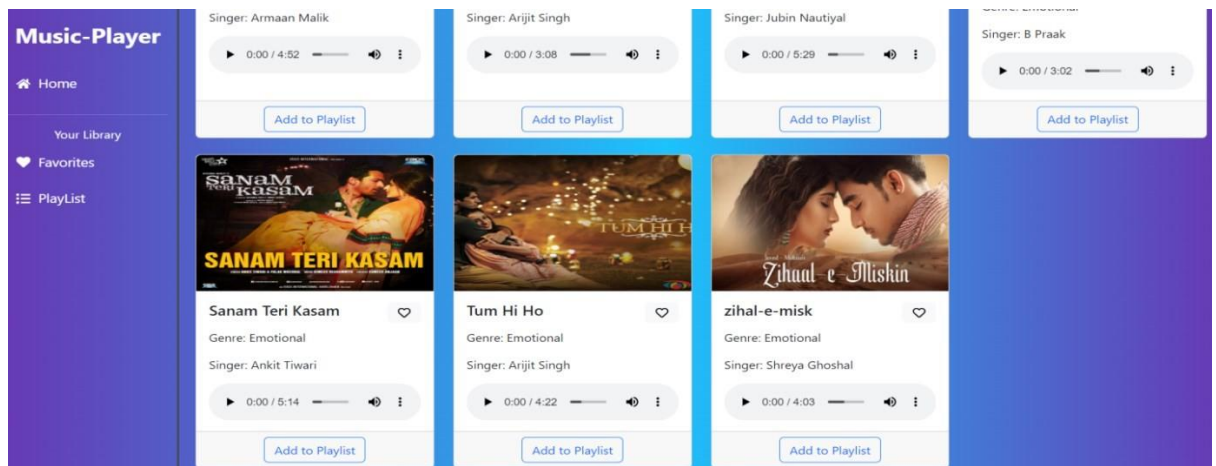 Music-Player
Home
Your Library
Favorites
PlayList
Singer: Armaan Malik
0:00 / 4:52
Add to Playlist
Singer: Arijit Singh
0:00 / 3:08
Add to Playlist
Singer: Jubin Nautiyal
0:00 / 5:29
Add to Playlist
Singer: B Praak
0:00 / 3:02
Add to Playlist
SANAM
TERI KASAM
SANAM TERI KASAM
Sanam Teri Kasam
Genre: Emotional
Singer: Ankit Tiwari
0:00 / 5:14
Add to Playlist
TUM HI H
Tum Hi Ho
Genre: Emotional
Singer: Arijit Singh
0:00 / 4:22
Add to Playlist
Zihaal e Miskin
zihal-e-misk
Genre: Emotional
Singer: Shreya Ghoshal
0:00 / 4:03
Add to Playlist